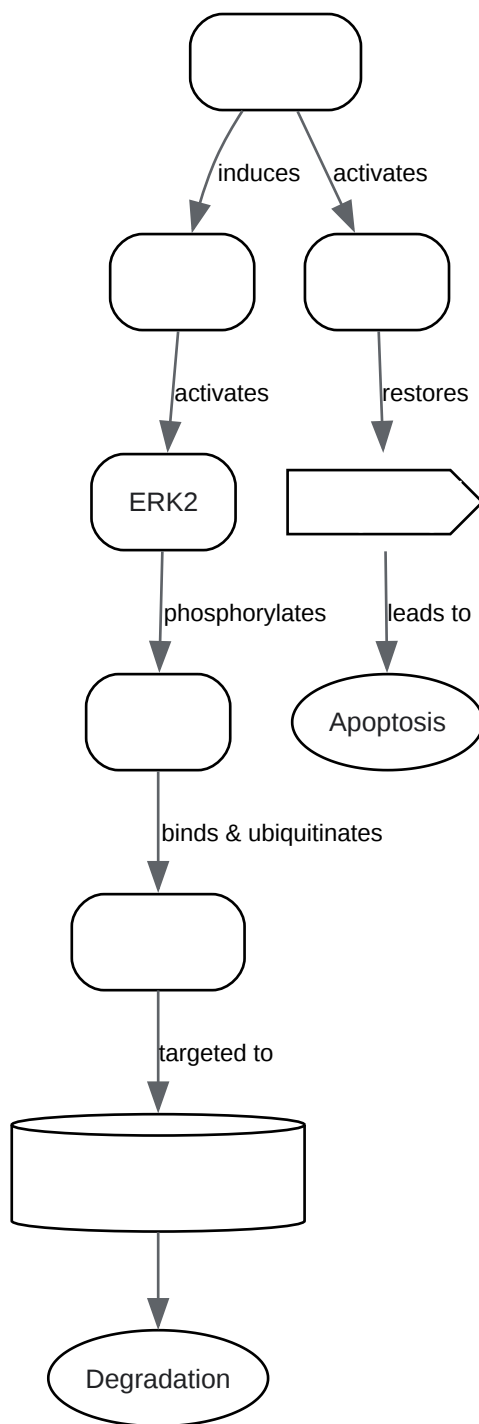 induces
activates
activates
restores
ERK2
phosphorylates
leads to
Apoptosis
binds & ubiquitinates
targeted to
Degradation